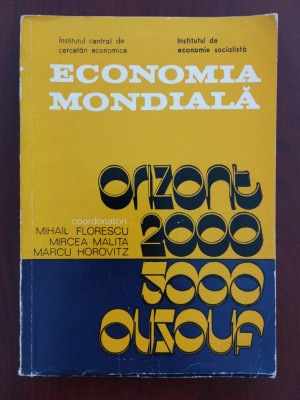 Institutul central de
cercetări economice
Institutul de
economie socialistă
ECONOMIA
MONDIALĂ
ORIZONT
2000
coordonatori
MIHAIL FLORESCU
MIRCEA MALIȚA
MARCU HOROVITZ